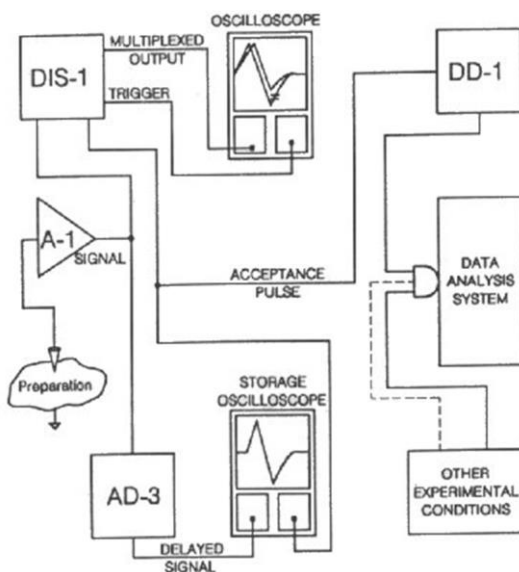 OSCILLOSCOPE
MULTIPLEXED
OUTPUT
DIS-1
TRIGGER
DD-1
A-1
SIGNAL
ACCEPTANCE
PULSE
DATA
ANALYSIS
SYSTEM
Preparation
STORAGE
OSCILLOSCOPE
AD-3
DELAYED
SIGNAL
OTHER
EXPERIMENTAL
CONDITIONS